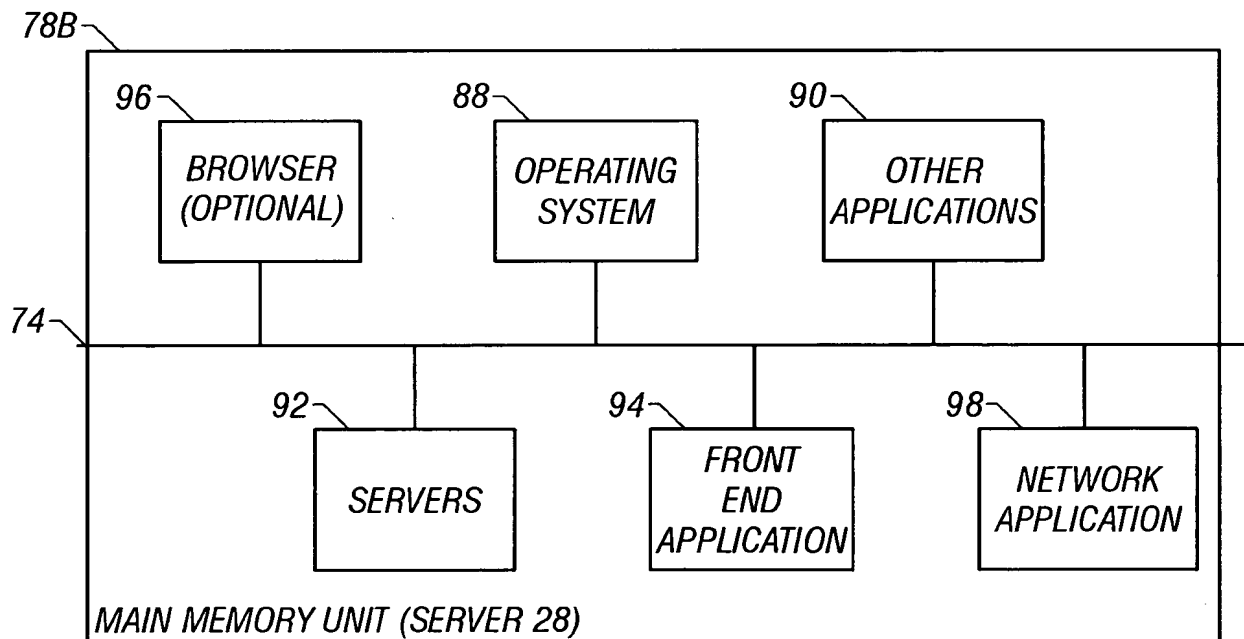 78B
96
88
90
BROWSER
(OPTIONAL)
OPERATING
SYSTEM
OTHER
APPLICATIONS
74
92
94
98
SERVERS
FRONT
END
APPLICATION
NETWORK
APPLICATION
MAIN MEMORY UNIT (SERVER 28)